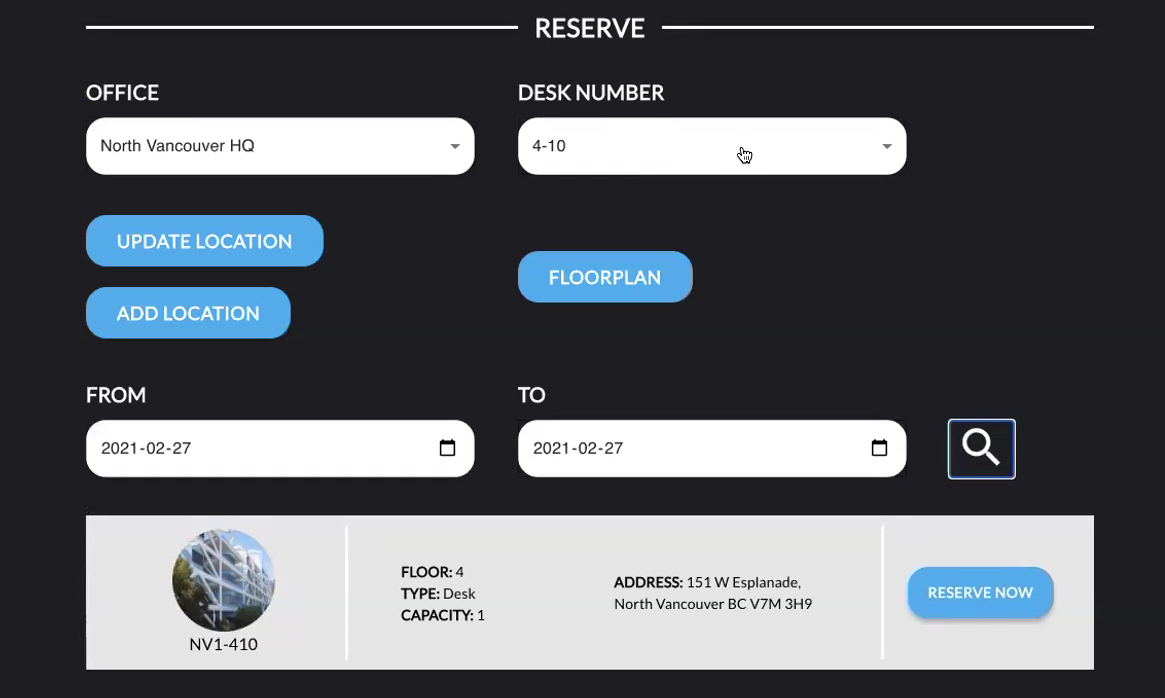 RESERVE
OFFICE
DESK NUMBER
North Vancouver HQ
4-10
UPDATE LOCATION
FLOORPLAN
ADD LOCATION
FROM
TO
2021-02-27
2021-02-27
NV1-410
FLOOR: 4
TYPE: Desk
CAPACITY: 1
ADDRESS: 151 W Esplanade,
North Vancouver BC V7M 3H9
RESERVE NOW